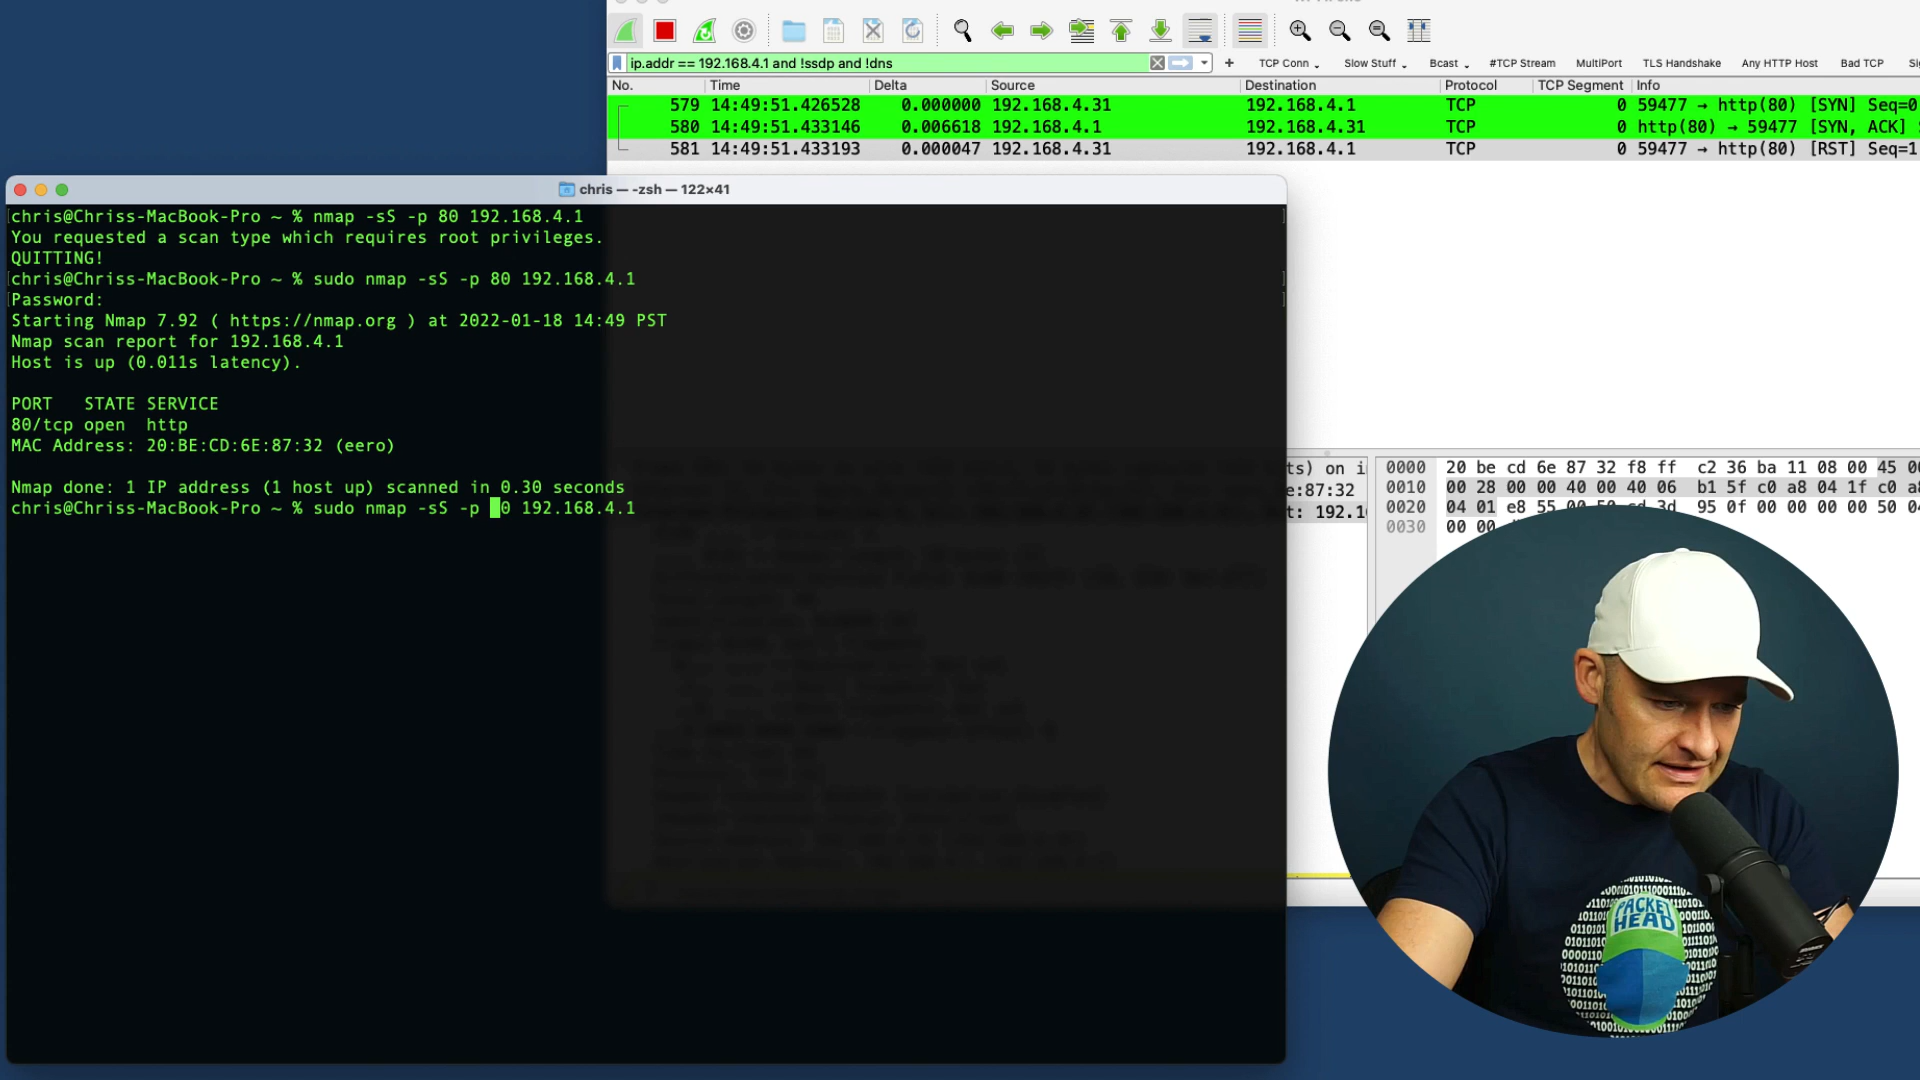 ip.addr == 192.168.4.1 and !ssdp and !dns
+ TCP Conn Slow Stuff Bcast #TCP Stream MultiPort TLS Handshake Any HTTP Host Bad TCP
No. Time Delta Source Destination Protocol TCP Segment Info
579 14:49:51.426528 0.000000 192.168.4.31 192.168.4.1 TCP 0 59477 → http(80) [SYN] Seq=0
580 14:49:51.433146 0.006618 192.168.4.1 192.168.4.31 TCP 0 http(80) → 59477 [SYN, ACK]
581 14:49:51.433193 0.000047 192.168.4.31 192.168.4.1 TCP 0 59477 → http(80) [RST] Seq=1
chris — -zsh — 122×41
chris@Chriss-MacBook-Pro ~ % nmap -sS -p 80 192.168.4.1
You requested a scan type which requires root privileges.
QUITTING!
chris@Chriss-MacBook-Pro ~ % sudo nmap -sS -p 80 192.168.4.1
Password:
Starting Nmap 7.92 ( https://nmap.org ) at 2022-01-18 14:49 PST
Nmap scan report for 192.168.4.1
Host is up (0.011s latency).
PORT STATE SERVICE
80/tcp open http
MAC Address: 20:BE:CD:6E:87:32 (eero)
Nmap done: 1 IP address (1 host up) scanned in 0.30 seconds
chris@Chriss-MacBook-Pro ~ % sudo nmap -sS -p 0 192.168.4.1
ts) on i
e:87:32
t: 192.1
0000 20 be cd 6e 87 32 f8 ff c2 36 ba 11 08 00 45 00
0010 00 28 00 00 40 00 40 06 b1 5f c0 a8 04 1f c0 a8
0020 04 01 e8 55 00 50 cd 3d 95 0f 00 00 00 00 50 04
0030 00 00
PACKET
HEAD